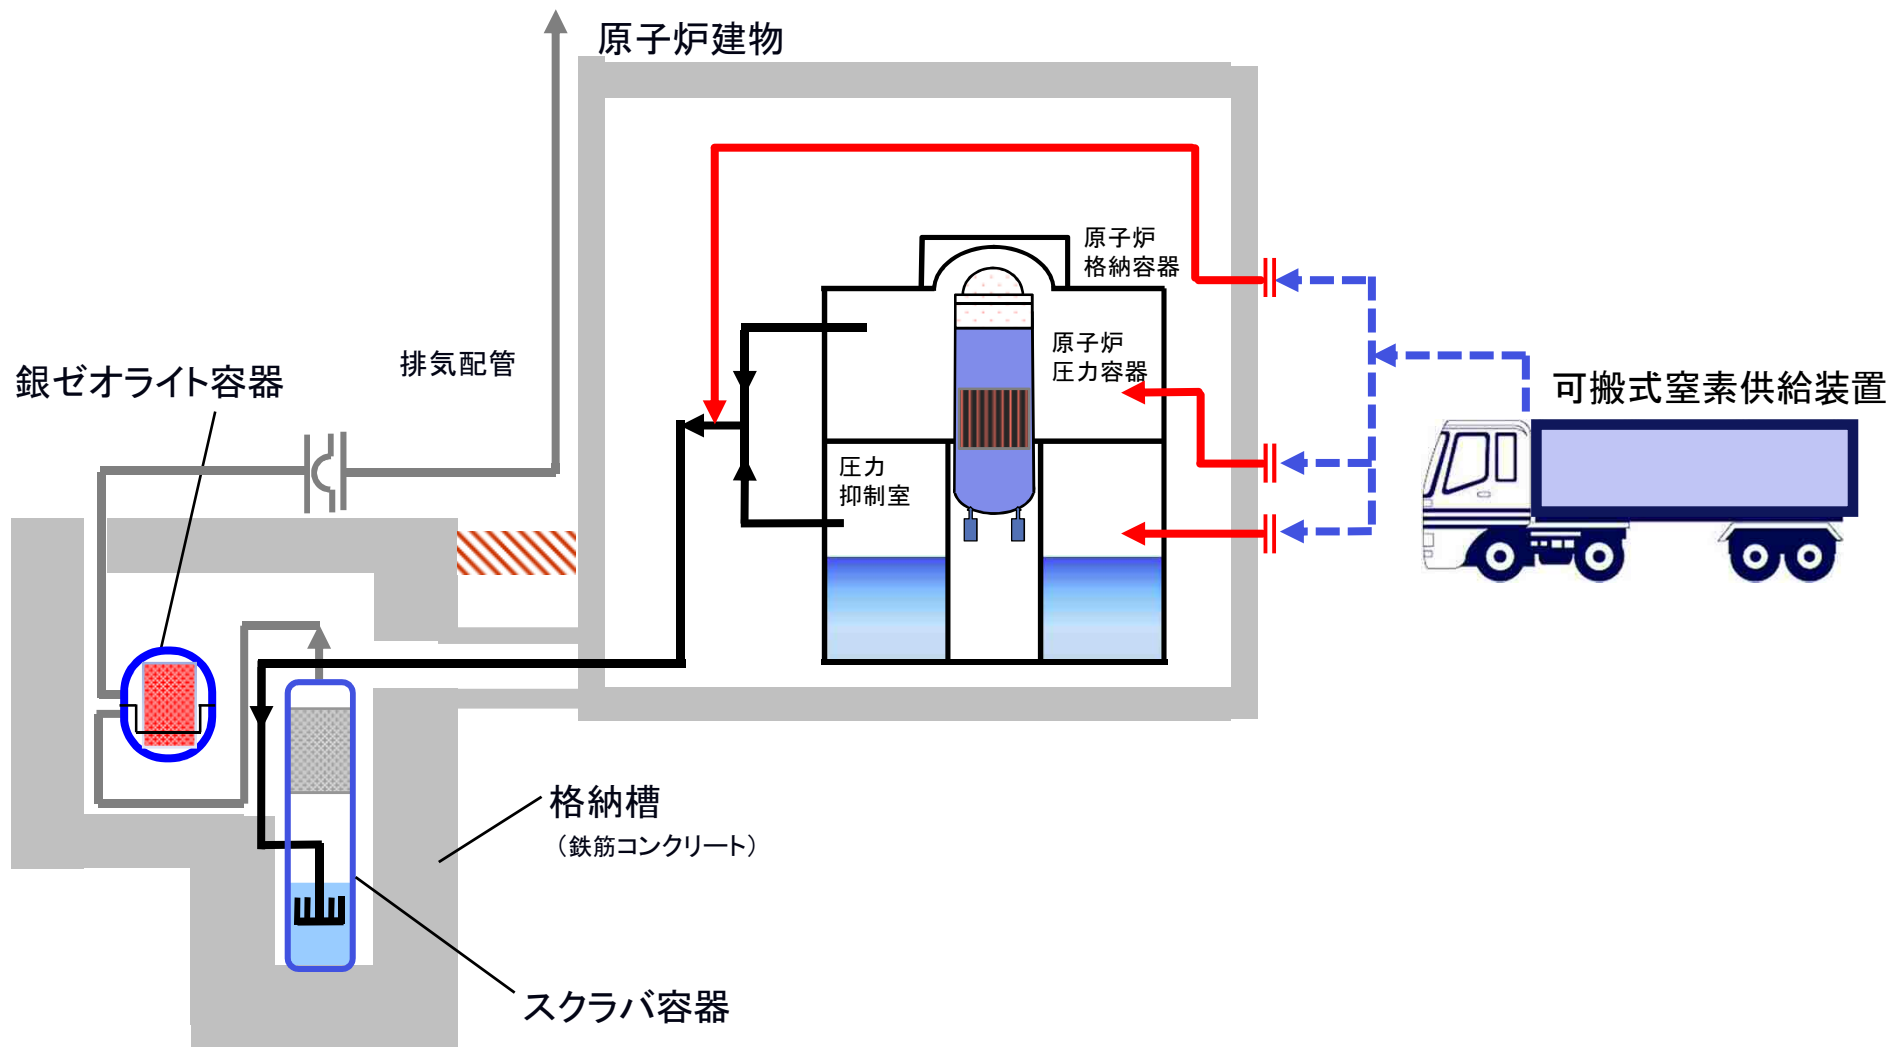 原子炉建物
原子炉
格納容器
原子炉
圧力容器
排気配管
銀ゼオライト容器
可搬式窒素供給装置
圧力
抑制室
格納槽
（鉄筋コンクリート）
スクラバ容器